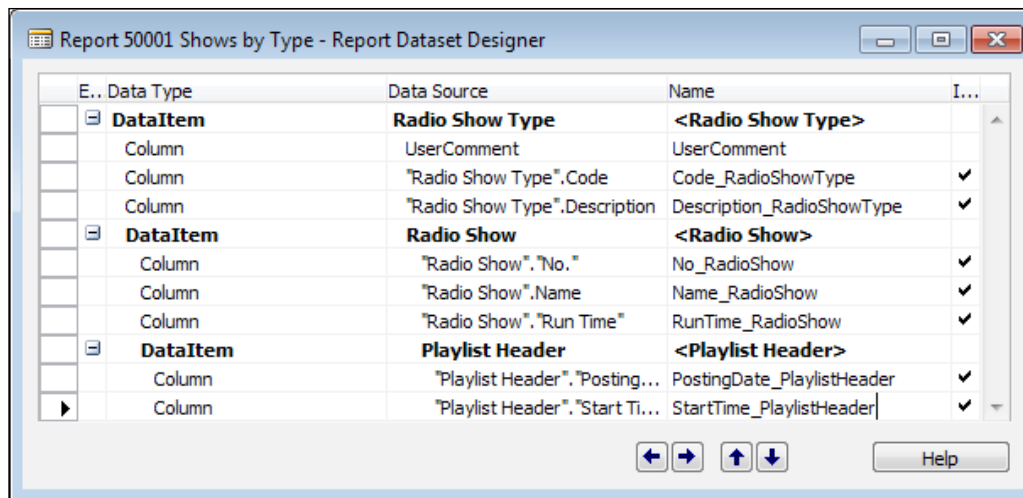 Report 50001 Shows by Type - Report Dataset Designer
E.. Data Type Data Source Name I...
DataItem Radio Show Type <Radio Show Type>
Column UserComment UserComment
Column "Radio Show Type".Code Code_RadioShowType
Column "Radio Show Type".Description Description_RadioShowType
DataItem Radio Show <Radio Show>
Column "Radio Show"."No." No_RadioShow
Column "Radio Show".Name Name_RadioShow
Column "Radio Show"."Run Time" RunTime_RadioShow
DataItem Playlist Header <Playlist Header>
Column "Playlist Header"."Posting... PostingDate_PlaylistHeader
Column "Playlist Header"."Start Ti... StartTime_PlaylistHeader
Help